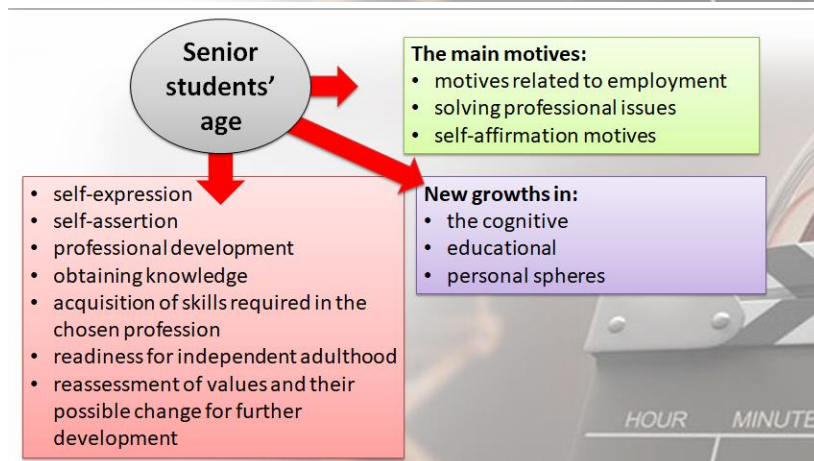 Senior
students’
age
The main motives:
• motives related to employment
• solving professional issues
• self-affirmation motives
• self-expression
• self-assertion
• professional development
• obtaining knowledge
• acquisition of skills required in the
chosen profession
• readiness for independent adulthood
• reassessment of values and their
possible change for further
development
New growths in:
• the cognitive
• educational
• personal spheres
HOUR MINUTE